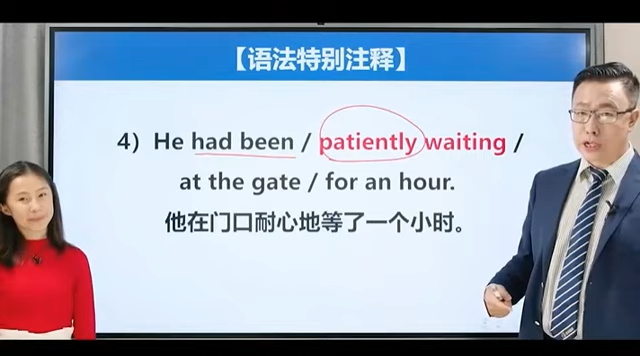 【语法特别注释】
4）He had been / patiently waiting /
at the gate / for an hour.
他在门口耐心地等了一个小时。